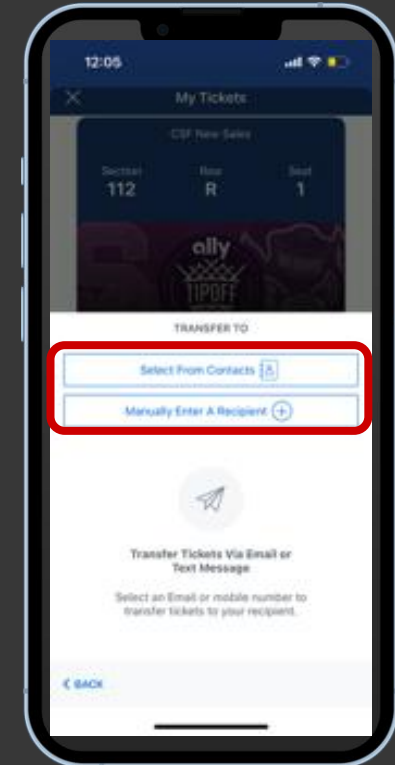 12:05
My Tickets
CSF New Sales
Section Row Seat
112 R 1
ally
TIPOFF
TRANSFER TO
Select From Contacts
Manually Enter A Recipient
Transfer Tickets Via Email or
Text Message
Select an Email or mobile number to
transfer tickets to your recipient.
< BACK